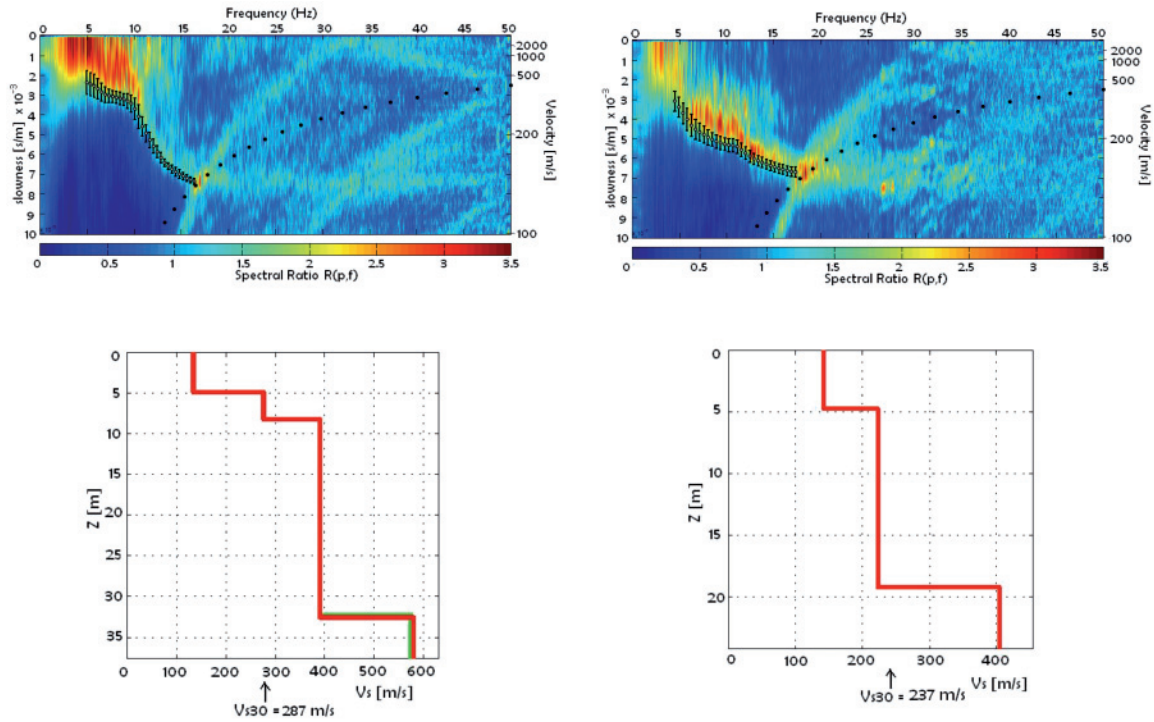 Frequency (Hz)
0 5 10 15 20 25 30 35 40 45 50
slowness [s/m] × 10⁻³
0
1
2
3
4
5
6
7
8
9
10
2000
1000
500
200
100
Velocity [m/s]
0 1 1.5 2 2.5 3 3.5
Spectral Ratio R(p,f)
Frequency (Hz)
0 5 10 15 20 25 30 35 40 45 50
slowness [s/m] × 10⁻³
0
1
2
3
4
5
6
7
8
9
10
2000
1000
500
200
100
Velocity [m/s]
0 1 1.5 2 2.5 3 3.5
Spectral Ratio R(p,f)
Z [m]
0
5
10
15
20
25
30
35
0 100 200 300 400 500 600
Vs [m/s]
Vs30 = 287 m/s
Z [m]
0
5
10
15
20
0 100 200 300 400
Vs [m/s]
Vs30 = 237 m/s